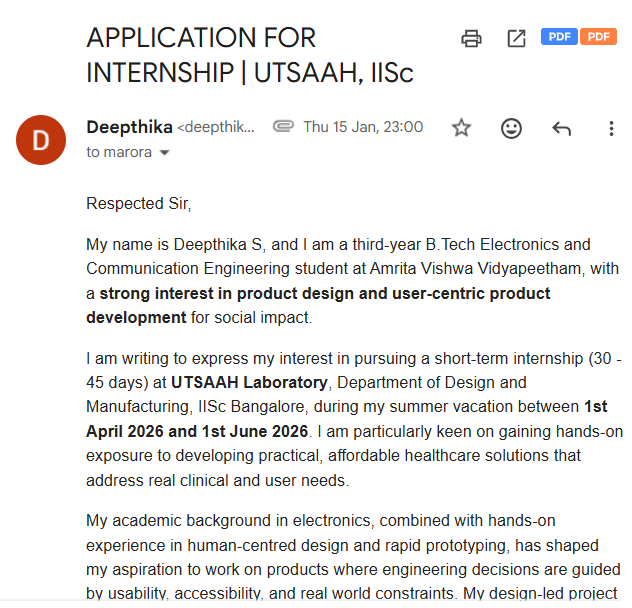 APPLICATION FOR
INTERNSHIP | UTSAAH, IISc
PDF PDF
D
Deepthika <deepthik... Thu 15 Jan, 23:00
to marora
Respected Sir,
My name is Deepthika S, and I am a third-year B.Tech Electronics and
Communication Engineering student at Amrita Vishwa Vidyapeetham, with
a strong interest in product design and user-centric product
development for social impact.
I am writing to express my interest in pursuing a short-term internship (30 -
45 days) at UTSAAH Laboratory, Department of Design and
Manufacturing, IISc Bangalore, during my summer vacation between 1st
April 2026 and 1st June 2026. I am particularly keen on gaining hands-on
exposure to developing practical, affordable healthcare solutions that
address real clinical and user needs.
My academic background in electronics, combined with hands-on
experience in human-centred design and rapid prototyping, has shaped
my aspiration to work on products where engineering decisions are guided
by usability, accessibility, and real world constraints. My design-led project